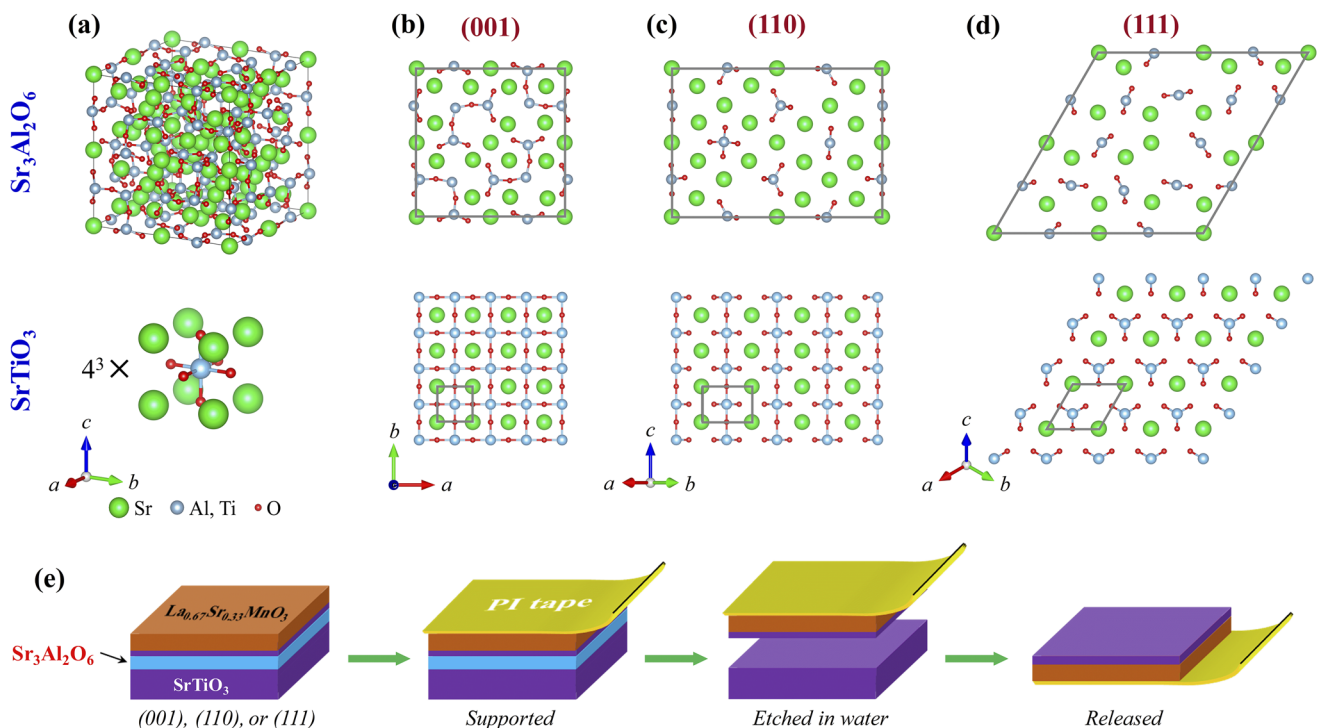 (a)
(b)
(001)
(c)
(110)
(d)
(111)
Sr₃Al₂O₆
SrTiO₃
4³ ×
c
a
b
b
a
c
a
b
c
a
b
Sr
Al, Ti
O
(e)
La₀.₆₇Sr₀.₃₃MnO₃
PI tape
Sr₃Al₂O₆
SrTiO₃
(001), (110), or (111)
Supported
Etched in water
Released